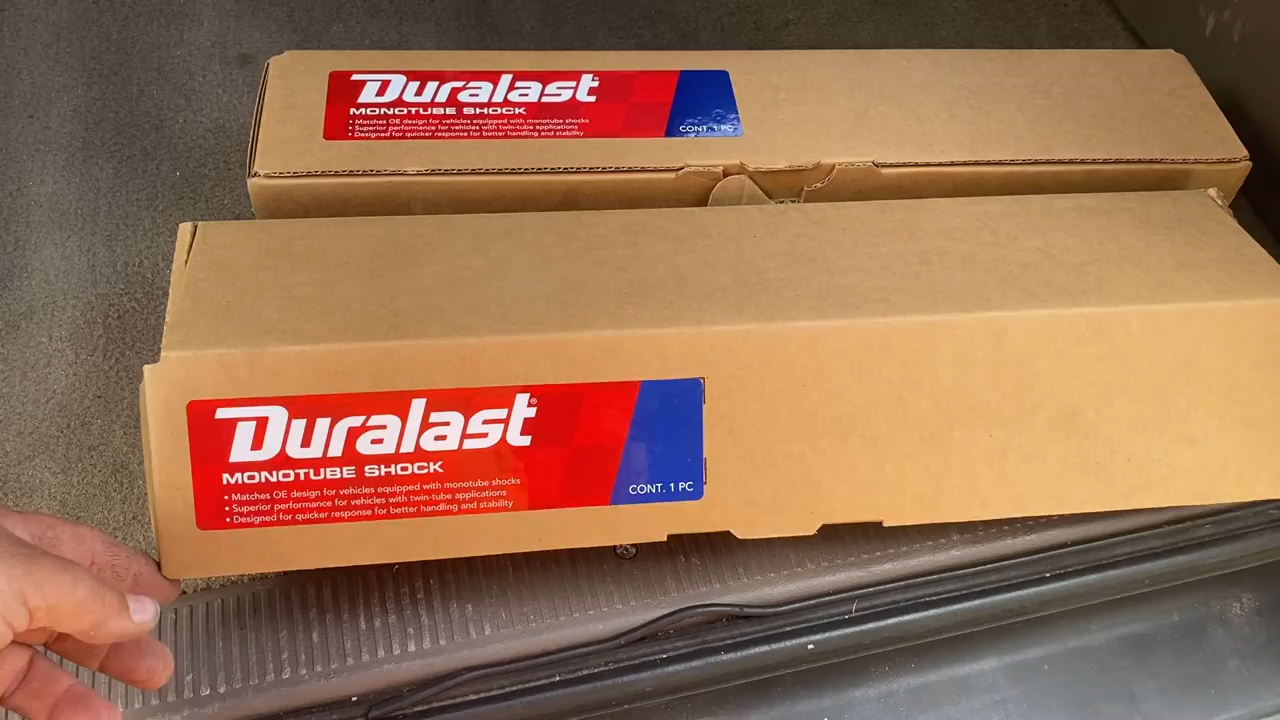 Duralast
MONOTUBE SHOCK
• Matches OE design for vehicles equipped with monotube shocks
• Superior performance for vehicles with twin-tube applications
• Designed for quicker response for better handling and stability
CONT. 1 PC
Duralast®
MONOTUBE SHOCK
• Matches OE design for vehicles equipped with monotube shocks
• Superior performance for vehicles with twin-tube applications
• Designed for quicker response for better handling and stability
CONT. 1 PC